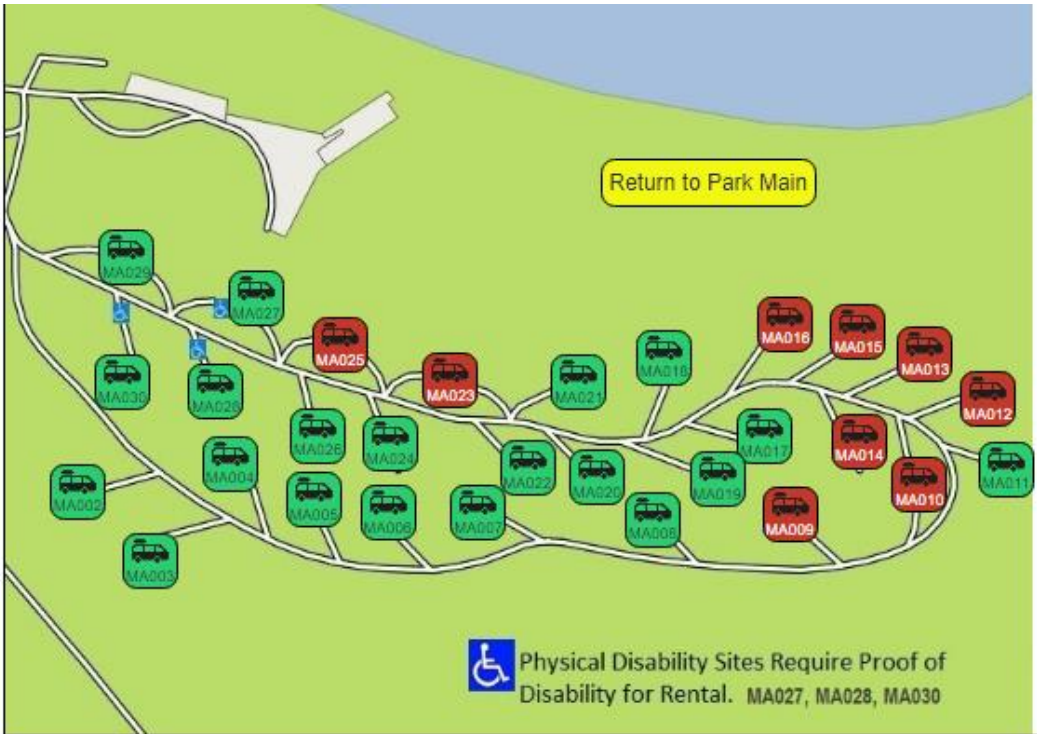 Return to Park Main
MA029
MA027
MA025
MA016
MA015
MA013
MA018
MA030
MA028
MA023
MA021
MA012
MA026
MA024
MA017
MA014
MA002
MA004
MA022
MA020
MA019
MA010
MA011
MA005
MA006
MA007
MA008
MA009
MA003
Physical Disability Sites Require Proof of
Disability for Rental. MA027, MA028, MA030